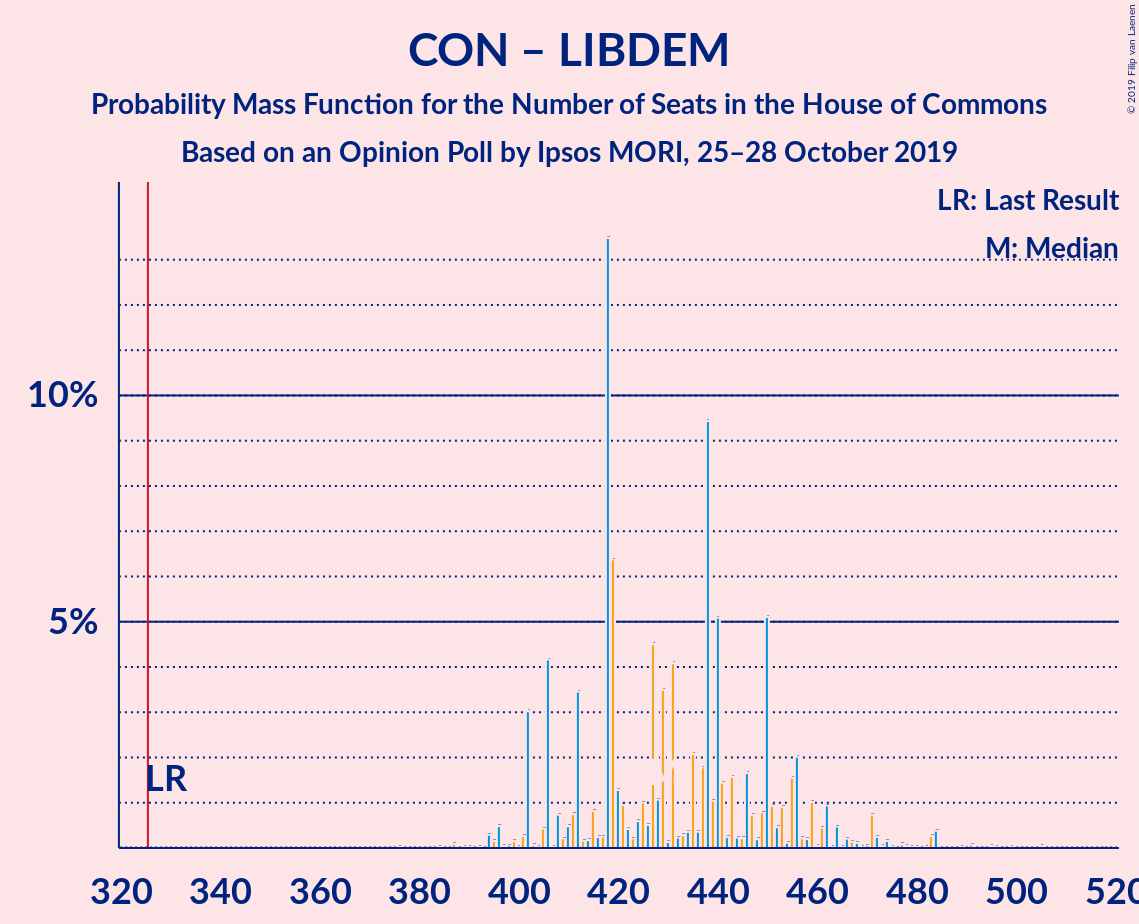 CON – LIBDEM
Probability Mass Function for the Number of Seats in the House of Commons
Based on an Opinion Poll by Ipsos MORI, 25–28 October 2019
© 2019 Filip van Laenen
LR: Last Result
M: Median
10%
5%
LR
320 340 360 380 400 420 440 460 480 500 520